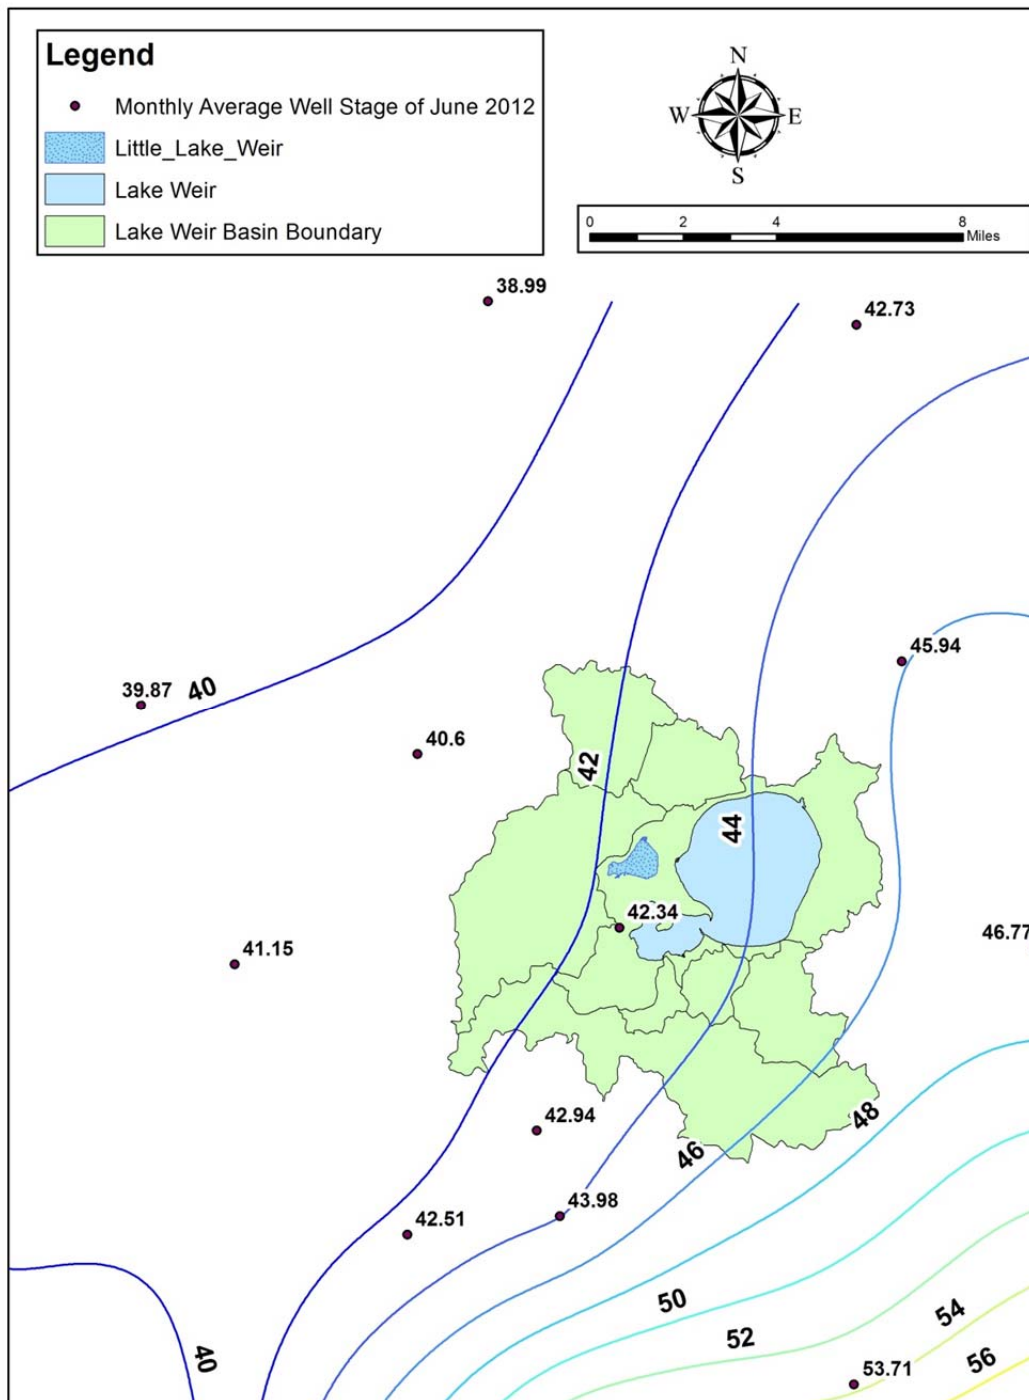 Legend
Monthly Average Well Stage of June 2012
Little_Lake_Weir
Lake Weir
Lake Weir Basin Boundary
N
W
E
S
0
2
4
8
Miles
38.99
42.73
45.94
39.87
40
40.6
42
44
42.34
46.77
41.15
42.94
48
46
43.98
42.51
50
54
52
40
56
53.71